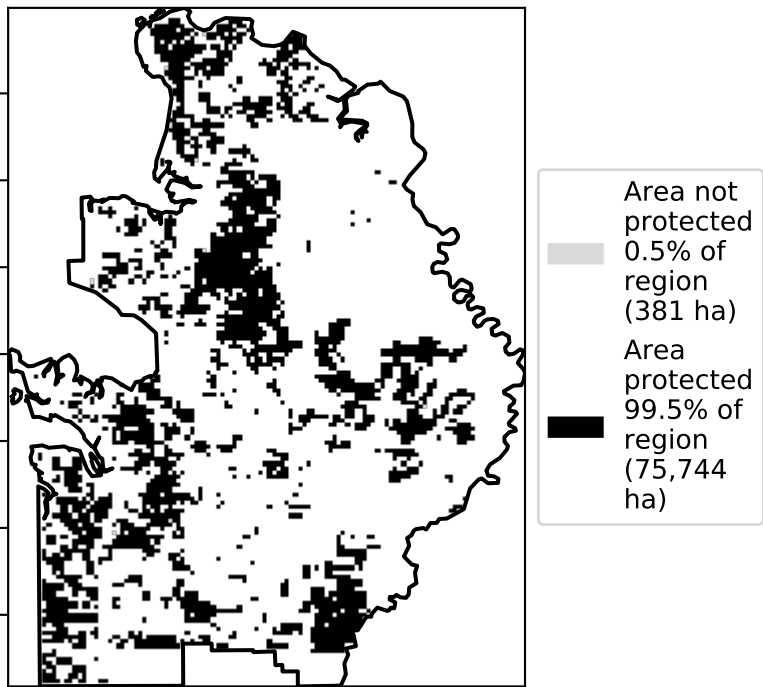 Area not
protected
0.5% of
region
(381 ha)
Area
protected
99.5% of
region
(75,744
ha)